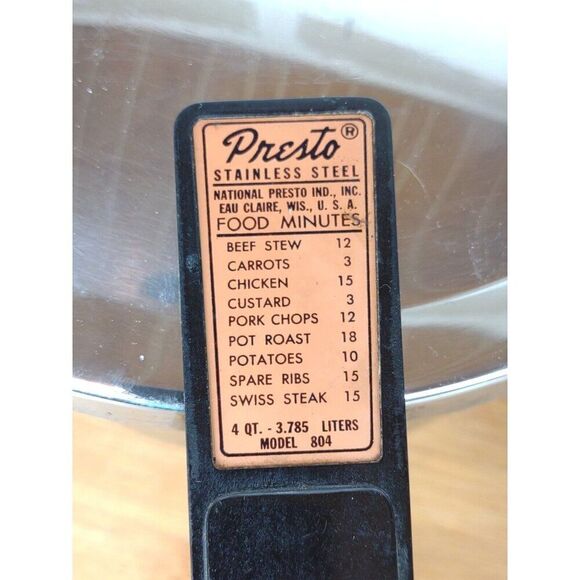 Presto®
STAINLESS STEEL
NATIONAL PRESTO IND., INC.
EAU CLAIRE, WIS., U. S. A.
FOOD MINUTES
BEEF STEW 12
CARROTS 3
CHICKEN 15
CUSTARD 3
PORK CHOPS 12
POT ROAST 18
POTATOES 10
SPARE RIBS 15
SWISS STEAK 15
4 QT. - 3.785 LITERS
MODEL 804